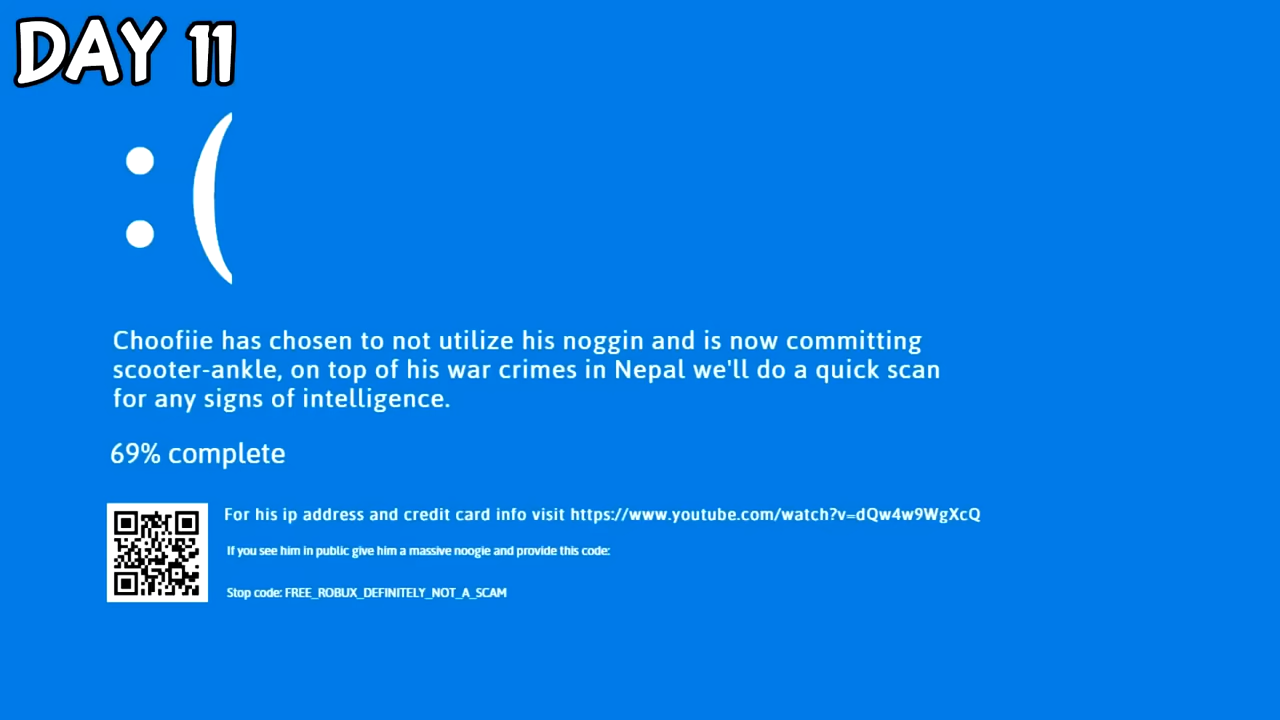 DAY 11
:(
Choofiie has chosen to not utilize his noggin and is now committing
scooter-ankle, on top of his war crimes in Nepal we'll do a quick scan
for any signs of intelligence.
69% complete
For his ip address and credit card info visit https://www.youtube.com/watch?v=dQw4w9WgXcQ
If you see him in public give him a massive noogie and provide this code:
Stop code: FREE_ROBUX_DEFINITELY_NOT_A_SCAM